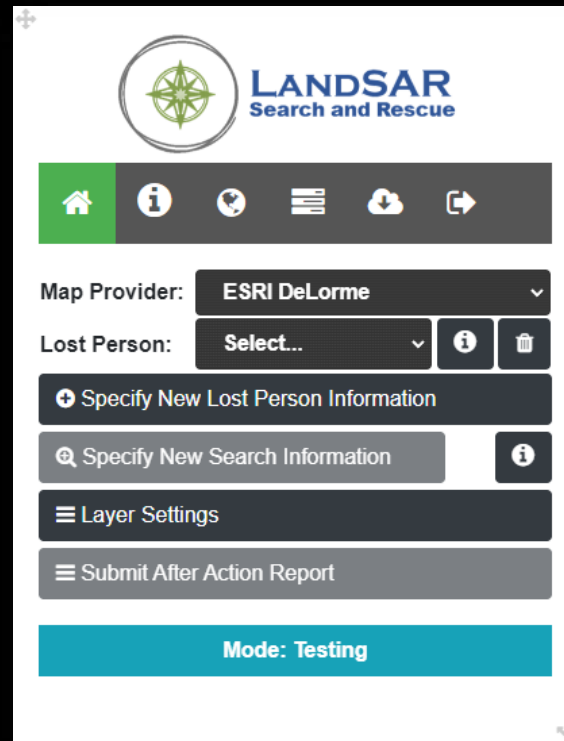 LANDSAR
Search and Rescue
Map Provider: ESRI DeLorme
Lost Person: Select...
Specify New Lost Person Information
Specify New Search Information
Layer Settings
Submit After Action Report
Mode: Testing